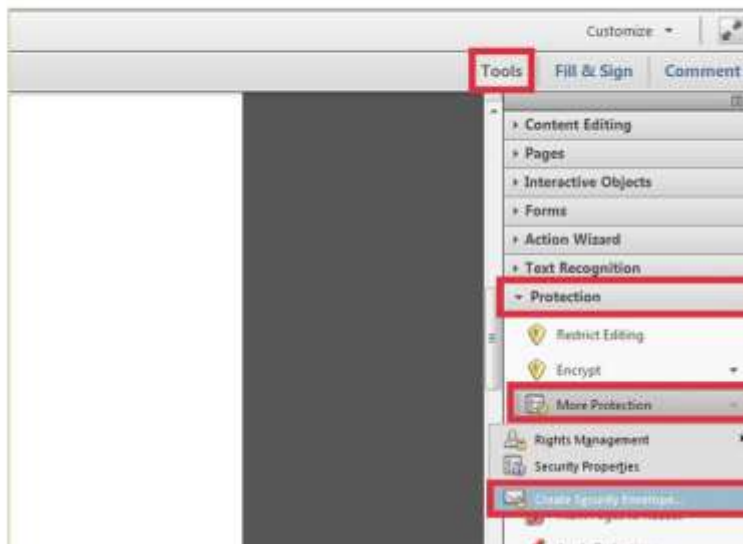 Customize
Tools Fill & Sign Comment
Content Editing
Pages
Interactive Objects
Forms
Action Wizard
Text Recognition
Protection
Restrict Editing
Encrypt
More Protection
Rights Management
Security Properties
Create Security Envelope...